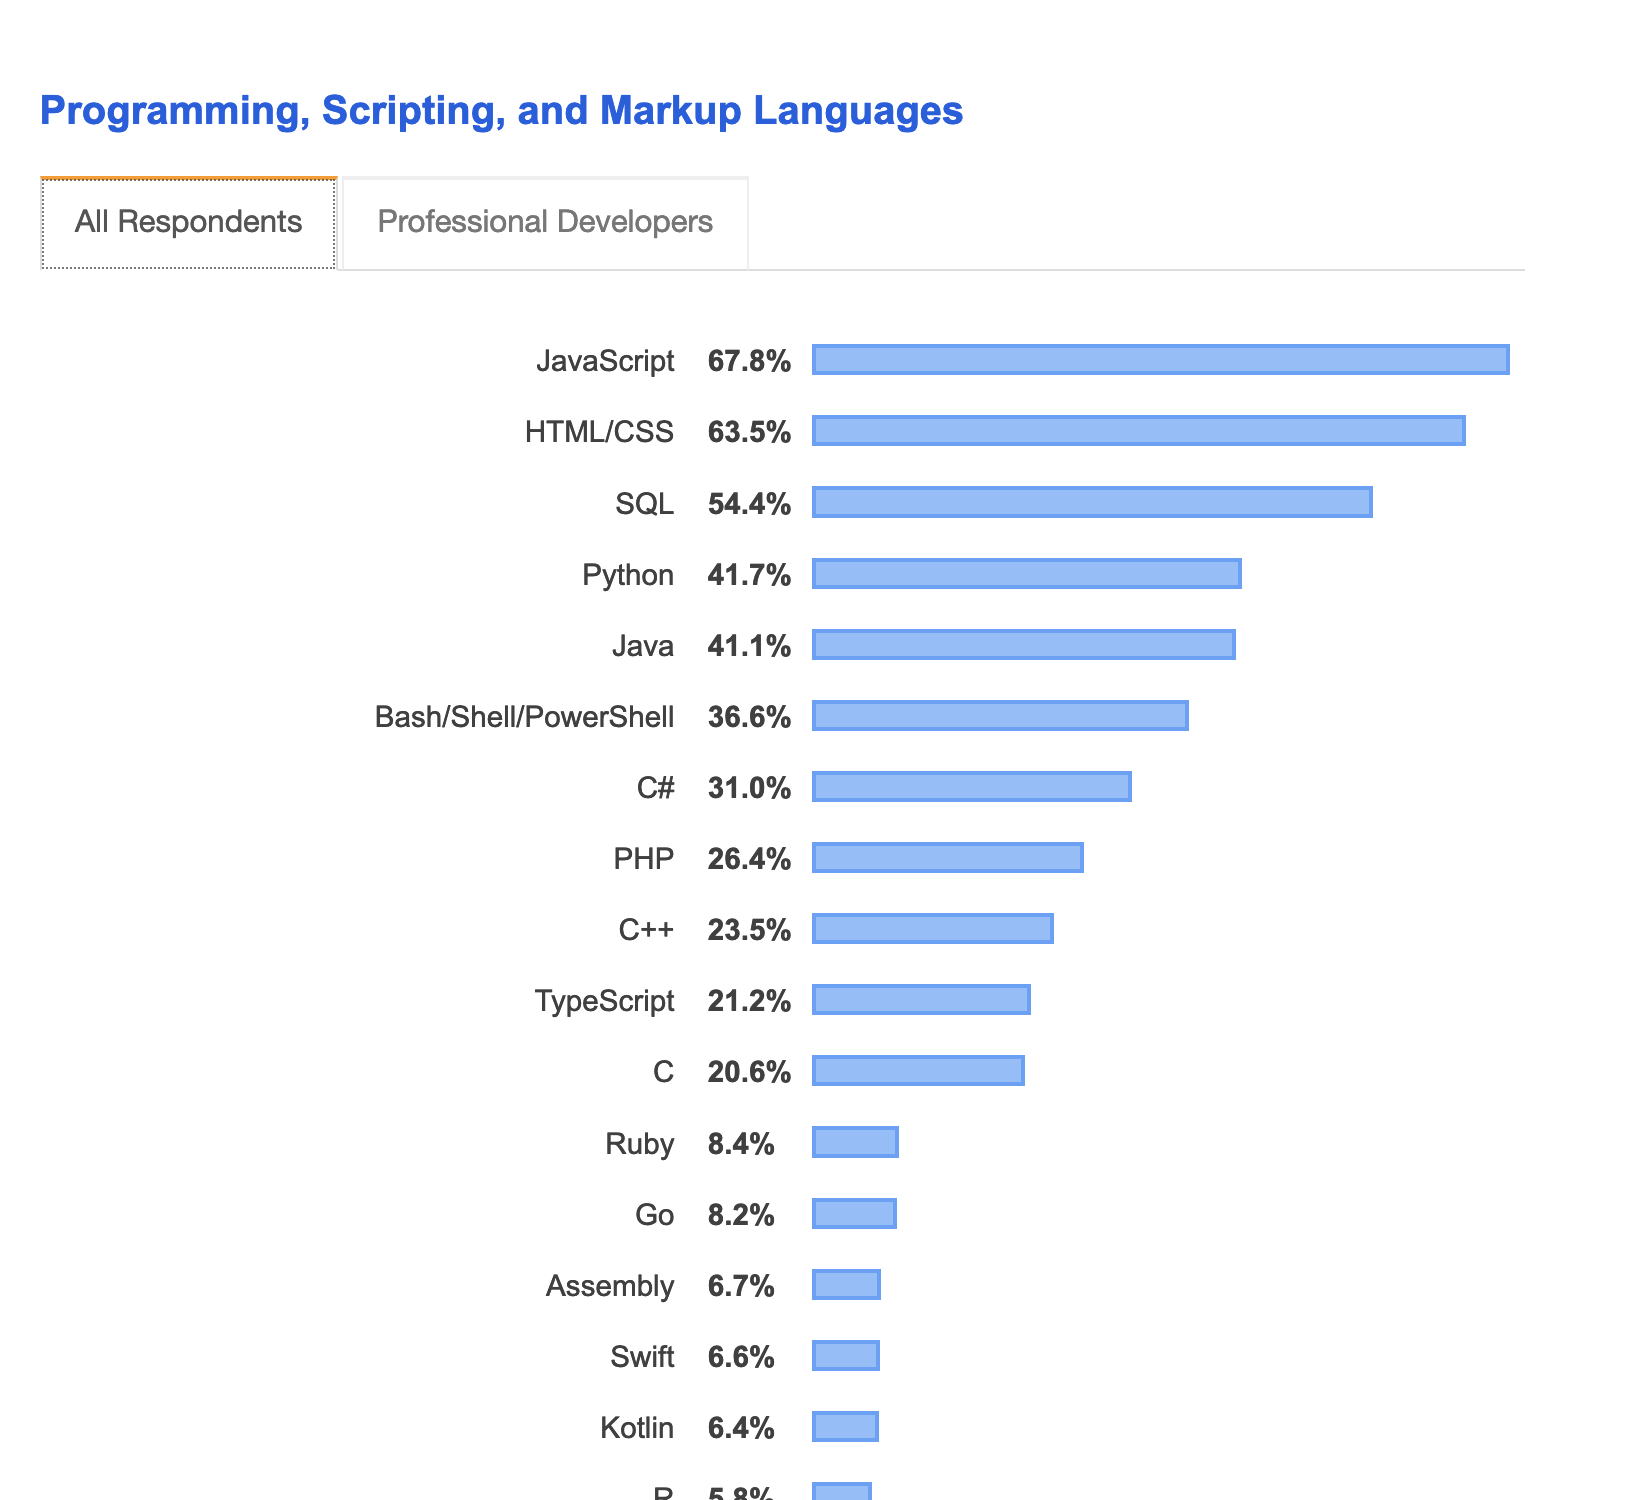 Programming, Scripting, and Markup Languages
All Respondents Professional Developers
JavaScript 67.8%
HTML/CSS 63.5%
SQL 54.4%
Python 41.7%
Java 41.1%
Bash/Shell/PowerShell 36.6%
C# 31.0%
PHP 26.4%
C++ 23.5%
TypeScript 21.2%
C 20.6%
Ruby 8.4%
Go 8.2%
Assembly 6.7%
Swift 6.6%
Kotlin 6.4%
R 5.8%